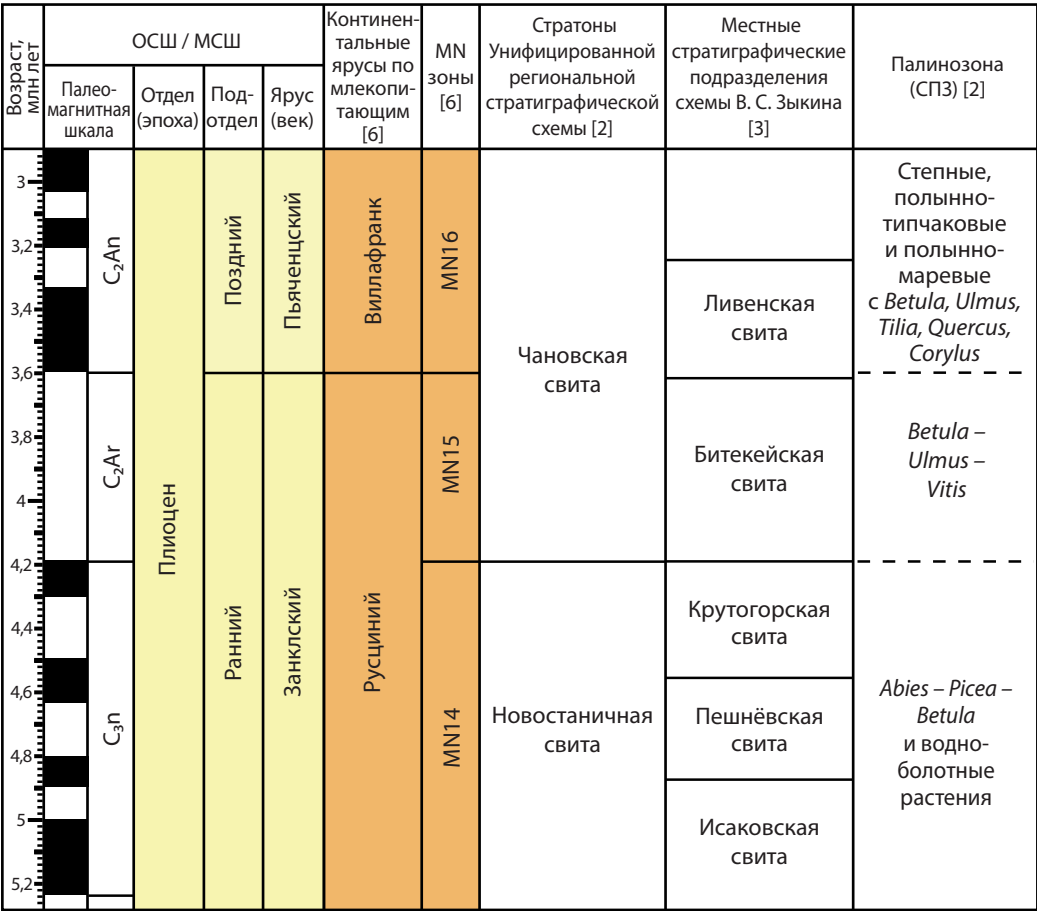 Возраст,
млн лет
ОСШ / МСШ
Палео-
магнитная
шкала
Отдел
(эпоха)
Под-
отдел
Ярус
(век)
Континен-
тальные
ярусы по
млекопи-
тающим
[6]
MN
зоны
[6]
Стратоны
Унифицированной
региональной
стратиграфической
схемы [2]
Местные
стратиграфические
подразделения
схемы В. С. Зыкина
[3]
Палинозона
(СПЗ) [2]
3
3,2
3,4
3,6
3,8
4
4,2
4,4
4,6
4,8
5
5,2
C₂An
C₂Ar
C₃n
Плиоцен
Поздний
Ранний
Пьяченцский
Занклский
Виллафранк
Русциний
MN16
MN15
MN14
Чановская
свита
Новостаничная
свита
Ливенская
свита
Битекейская
свита
Крутогорская
свита
Пешнёвская
свита
Исаковская
свита
Степные,
полынно-
типчаковые
и полынно-
маревые
с Betula, Ulmus,
Tilia, Quercus,
Corylus
Betula –
Ulmus –
Vitis
Abies – Picea –
Betula
и водно-
болотные
растения